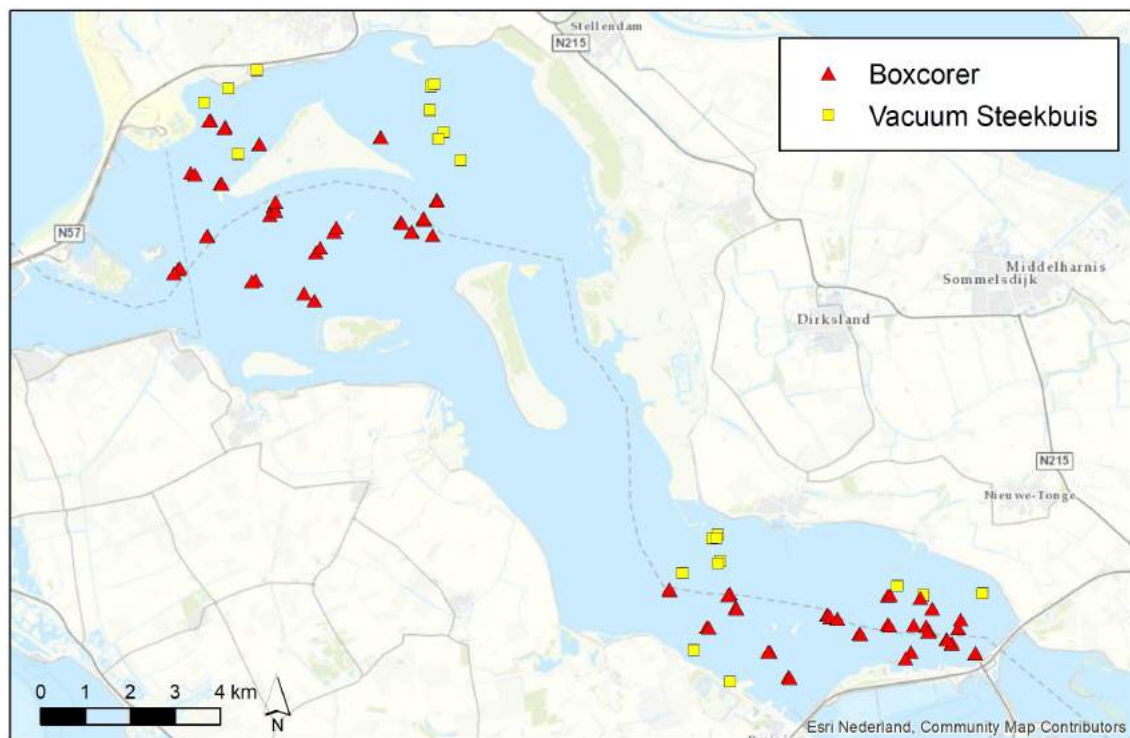 Stellendam
N215
Boxcorer
Vacuum Steekbuis
N57
Middelharnis
Sommelsdijk
Dirksland
N215
Nieuwe-Tonge
0 1 2 3 4 km
N
Esri Nederland, Community Map Contributors